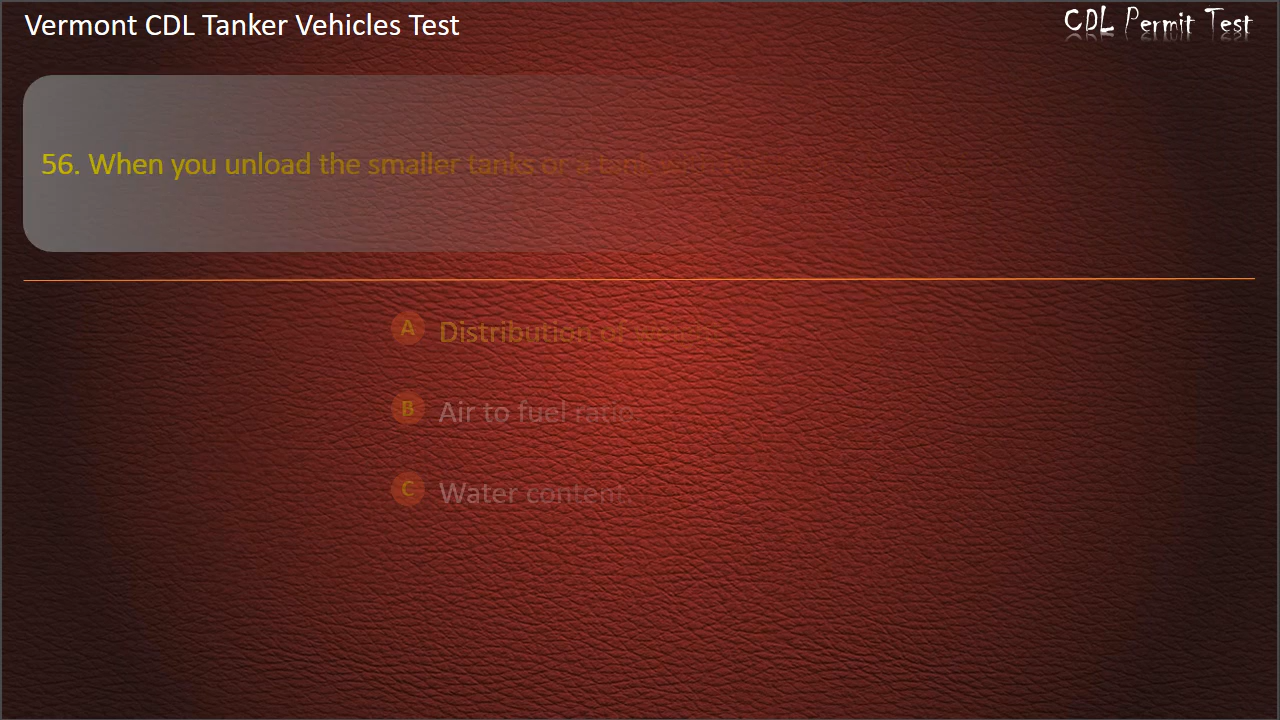 Vermont CDL Tanker Vehicles Test
CDL Permit Test
56. When you unload the smaller tanks or a
A
Distribution of
B
Air to fuel ratio
C
Water content.